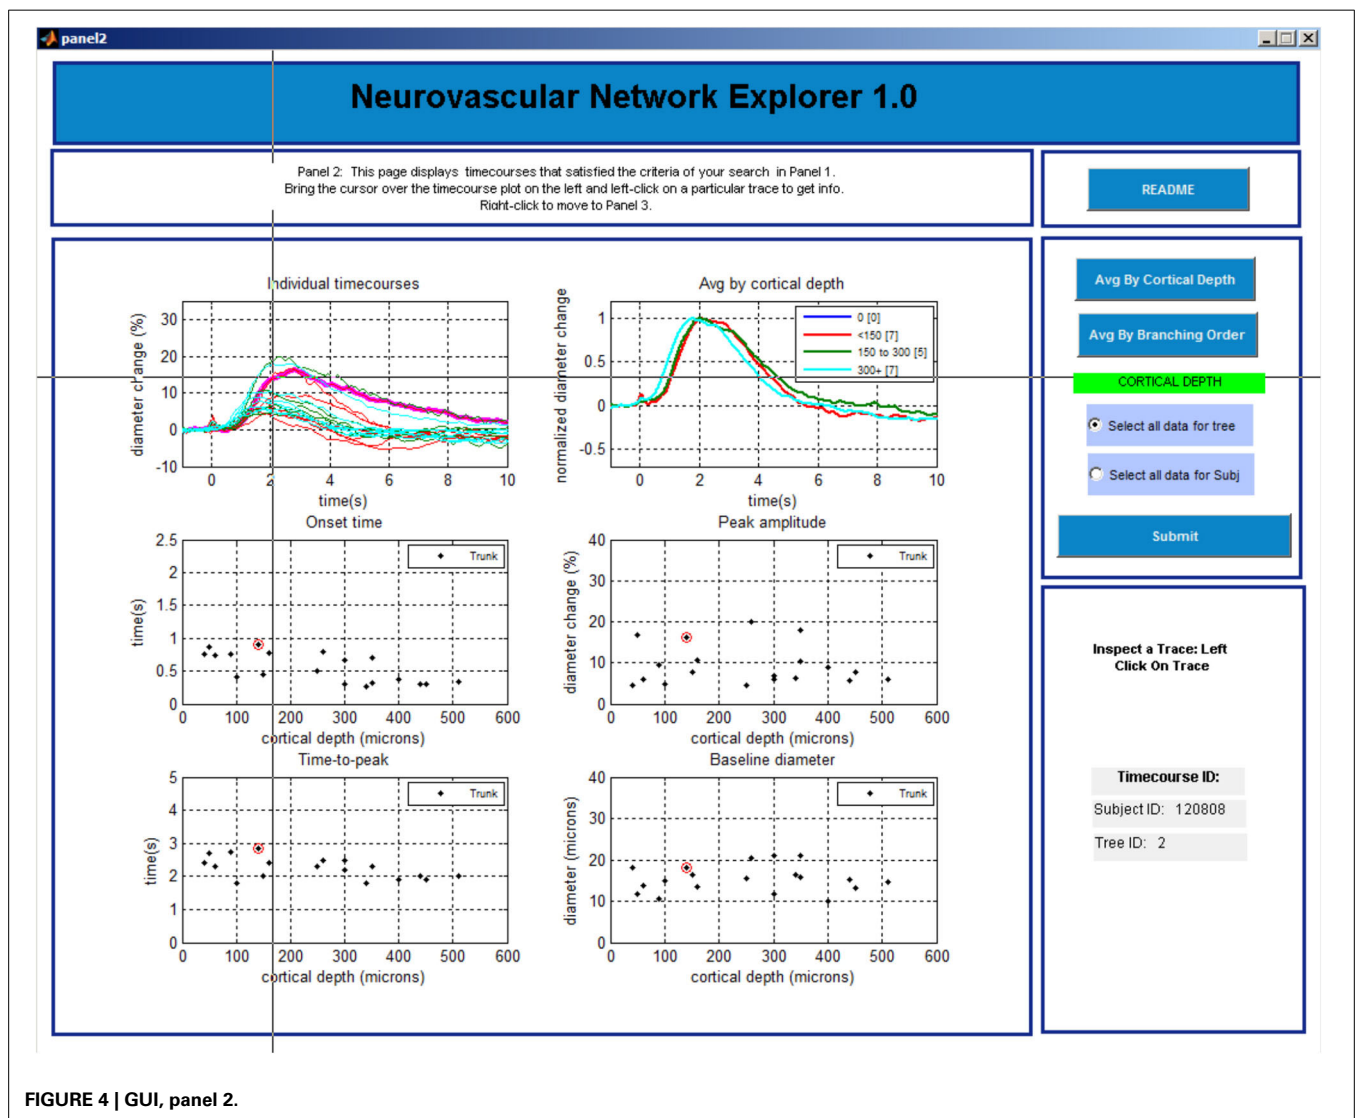 panel2
Neurovascular Network Explorer 1.0
Panel 2: This page displays timecourses that satisfied the criteria of your search in Panel 1.
Bring the cursor over the timecourse plot on the left and left-click on a particular trace to get info.
Right-click to move to Panel 3.
README
Individual timecourses
diameter change (%)
30
20
10
0
-10
0 2 4 6 8 10
time(s)
Avg by cortical depth
normalized diameter change
1
0.5
0
-0.5
0 [0]
<150 [7]
150 to 300 [5]
300+ [7]
0 2 4 6 8 10
time(s)
Avg By Cortical Depth
Avg By Branching Order
CORTICAL DEPTH
Select all data for tree
Select all data for Subj
Submit
Onset time
time(s)
2.5
2
1.5
1
0.5
0
Trunk
0 100 200 300 400 500 600
cortical depth (microns)
Peak amplitude
diameter change (%)
40
30
20
10
0
Trunk
0 100 200 300 400 500 600
cortical depth (microns)
Time-to-peak
time(s)
5
4
3
2
1
0
Trunk
0 100 200 300 400 500 600
cortical depth (microns)
Baseline diameter
diameter (microns)
40
30
20
10
0
Trunk
0 100 200 300 400 500 600
cortical depth (microns)
Inspect a Trace: Left
Click On Trace
Timecourse ID:
Subject ID: 120808
Tree ID: 2
FIGURE 4 | GUI, panel 2.